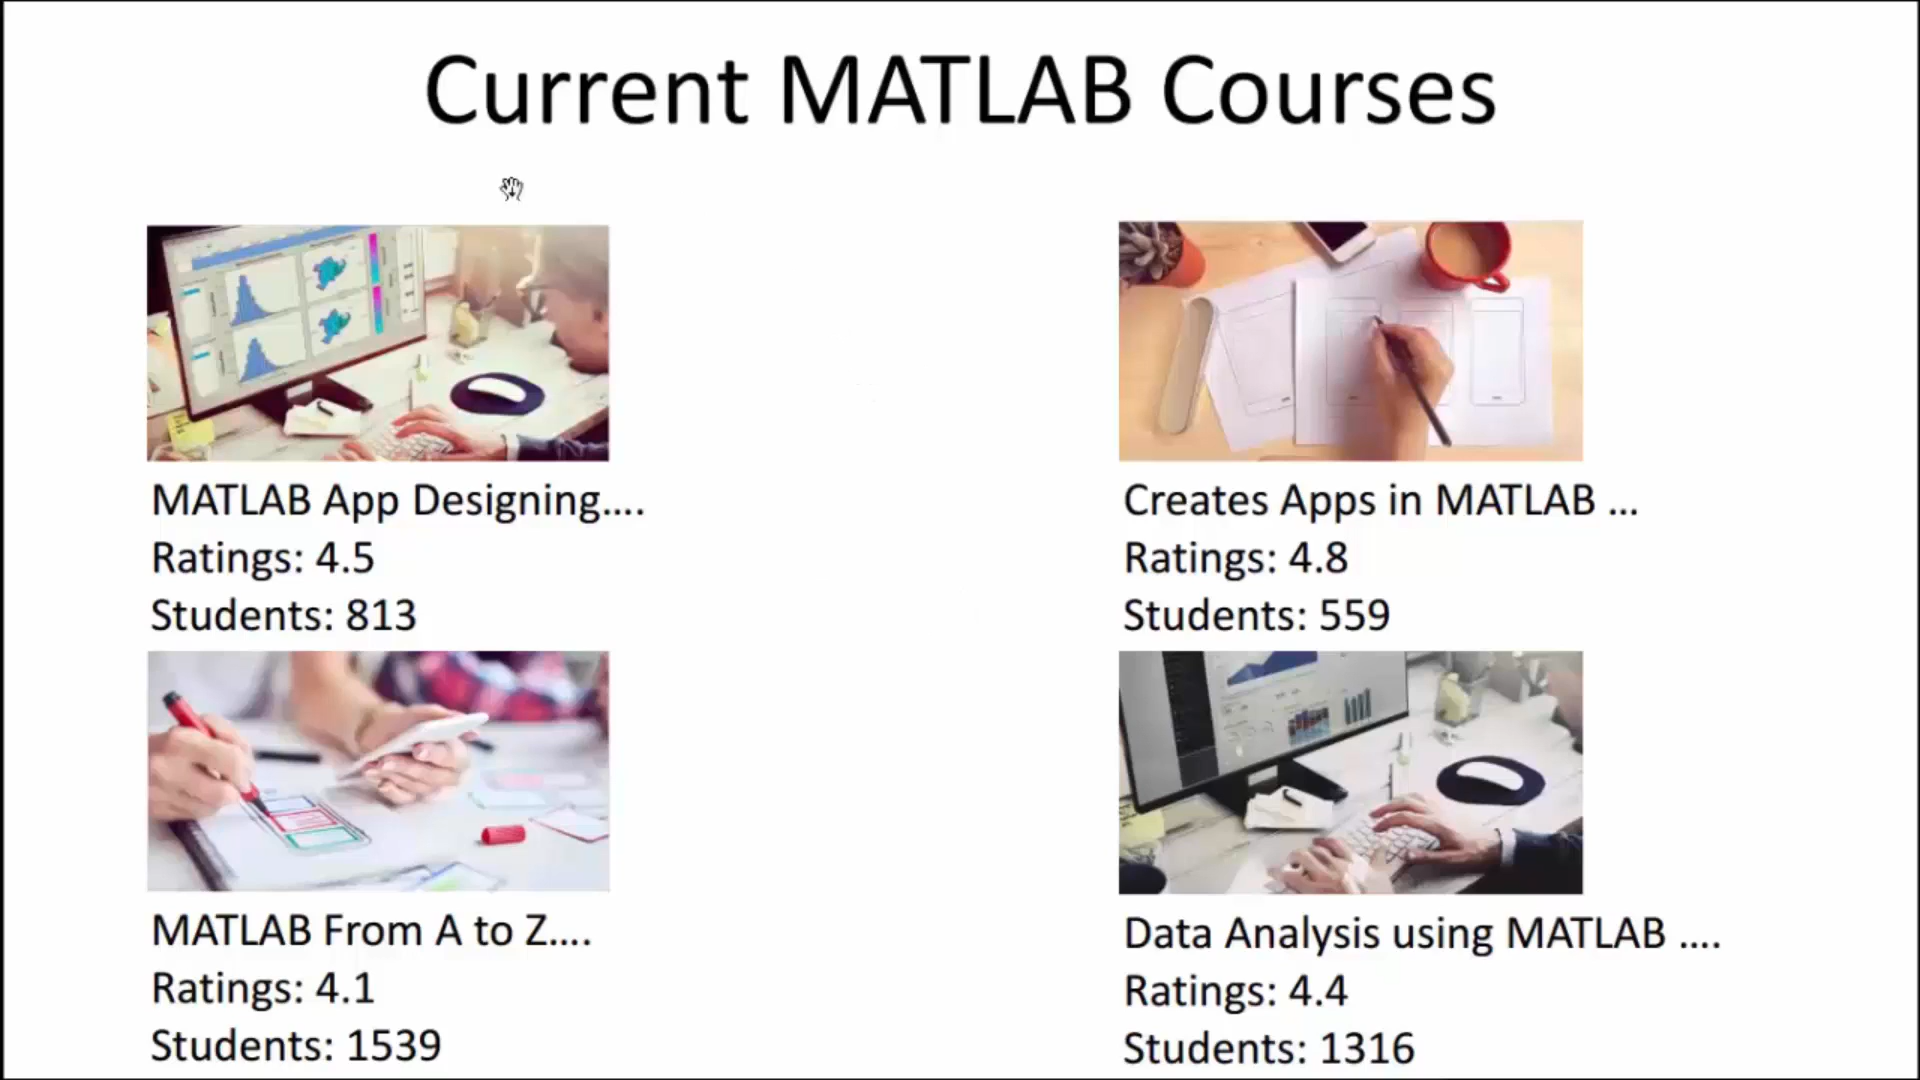 Current MATLAB Courses
MATLAB App Designing....
Ratings: 4.5
Students: 813
Creates Apps in MATLAB ...
Ratings: 4.8
Students: 559
MATLAB From A to Z....
Ratings: 4.1
Students: 1539
Data Analysis using MATLAB ....
Ratings: 4.4
Students: 1316